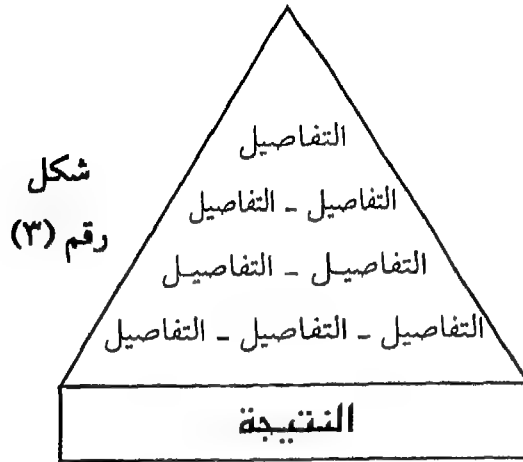 التفاصيل
شكل
التفاصيل - التفاصيل
رقم (٣)
التفاصيل - التفاصيل
التفاصيل - التفاصيل - التفاصيل
النتيجة